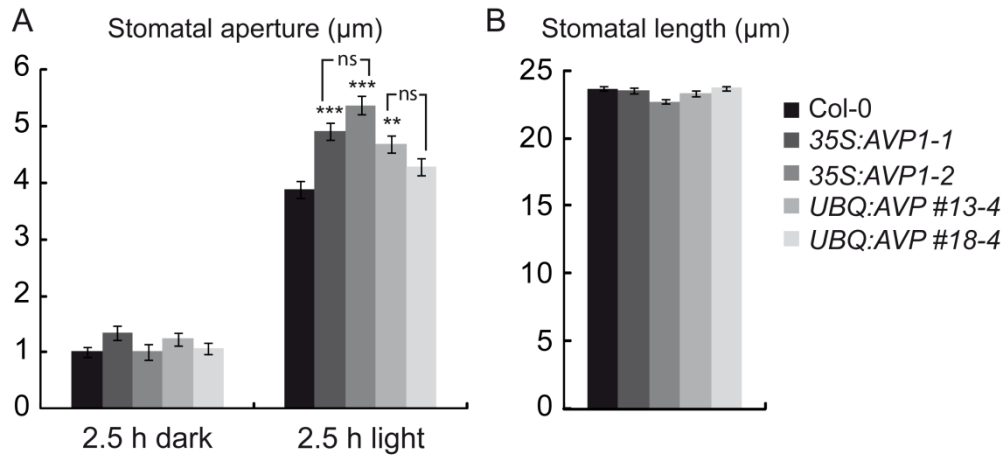 A
Stomatal aperture (µm)
6
5
4
3
2
1
0
ns
***
***
ns
**
2.5 h dark
2.5 h light
B
Stomatal length (µm)
25
20
15
10
5
0
Col-0
35S:AVP1-1
35S:AVP1-2
UBQ:AVP #13-4
UBQ:AVP #18-4